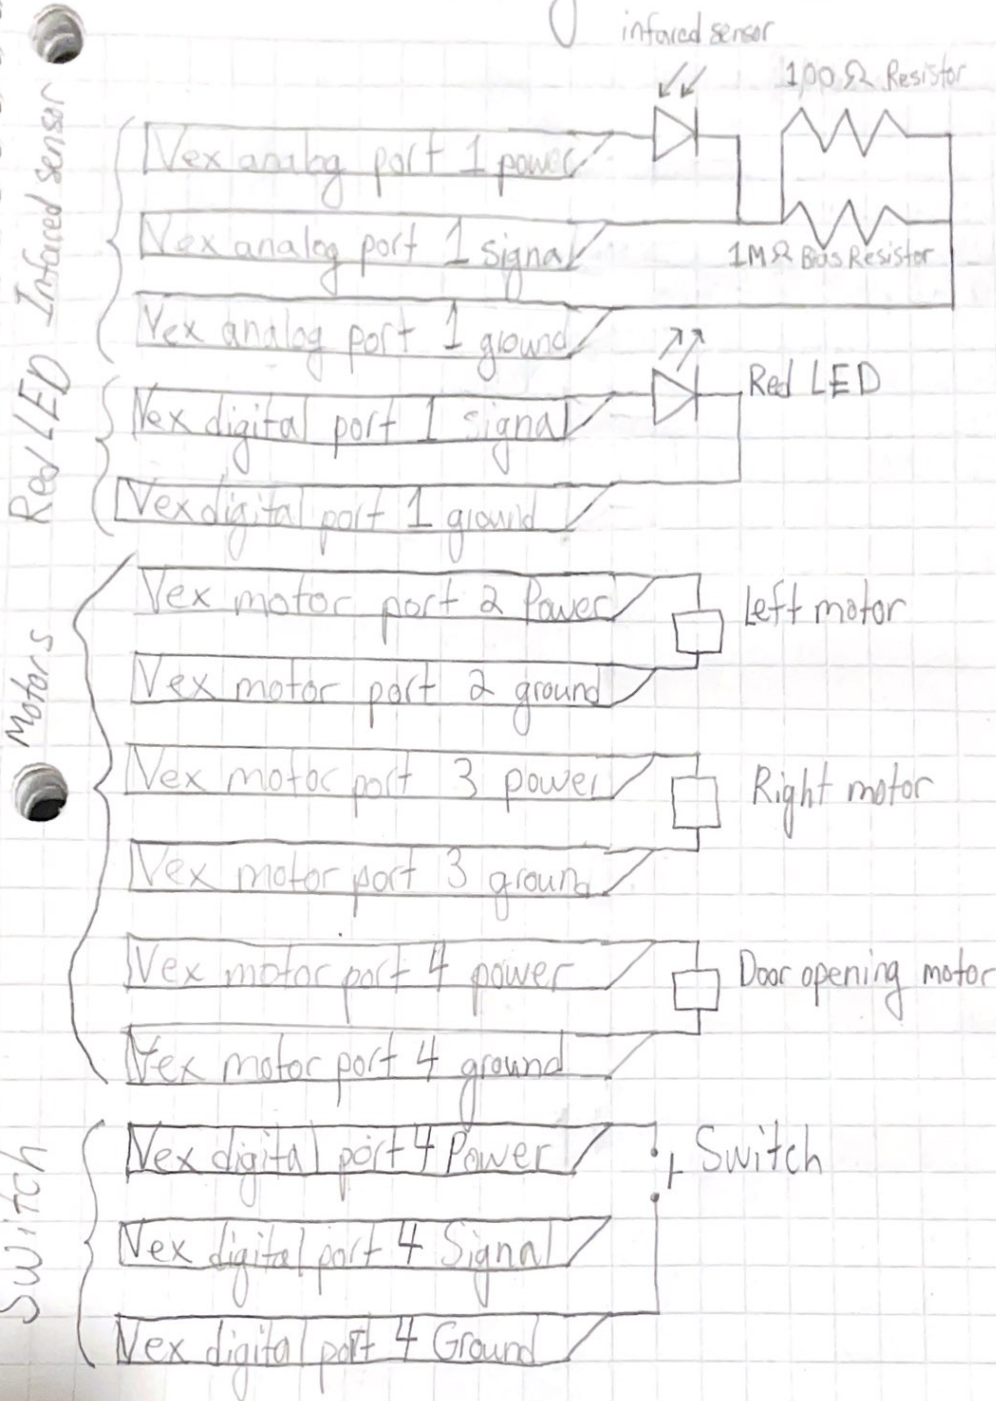 infared sensor
100 Ω Resistor
Vex analog port 1 power
Vex analog port 1 signal
1MΩ Bias Resistor
Vex analog port 1 ground
Infared sensor
Red LED
Vex digital port 1 signal
Vex digital port 1 ground
Red LED
Vex motor port 2 Power
Left motor
Vex motor port 2 ground
Motors
Vex motor port 3 power
Right motor
Vex motor port 3 ground
Vex motor port 4 power
Door opening motor
Vex motor port 4 ground
Vex digital port 4 Power
Switch
Vex digital port 4 Signal
Switch
Vex digital port 4 Ground